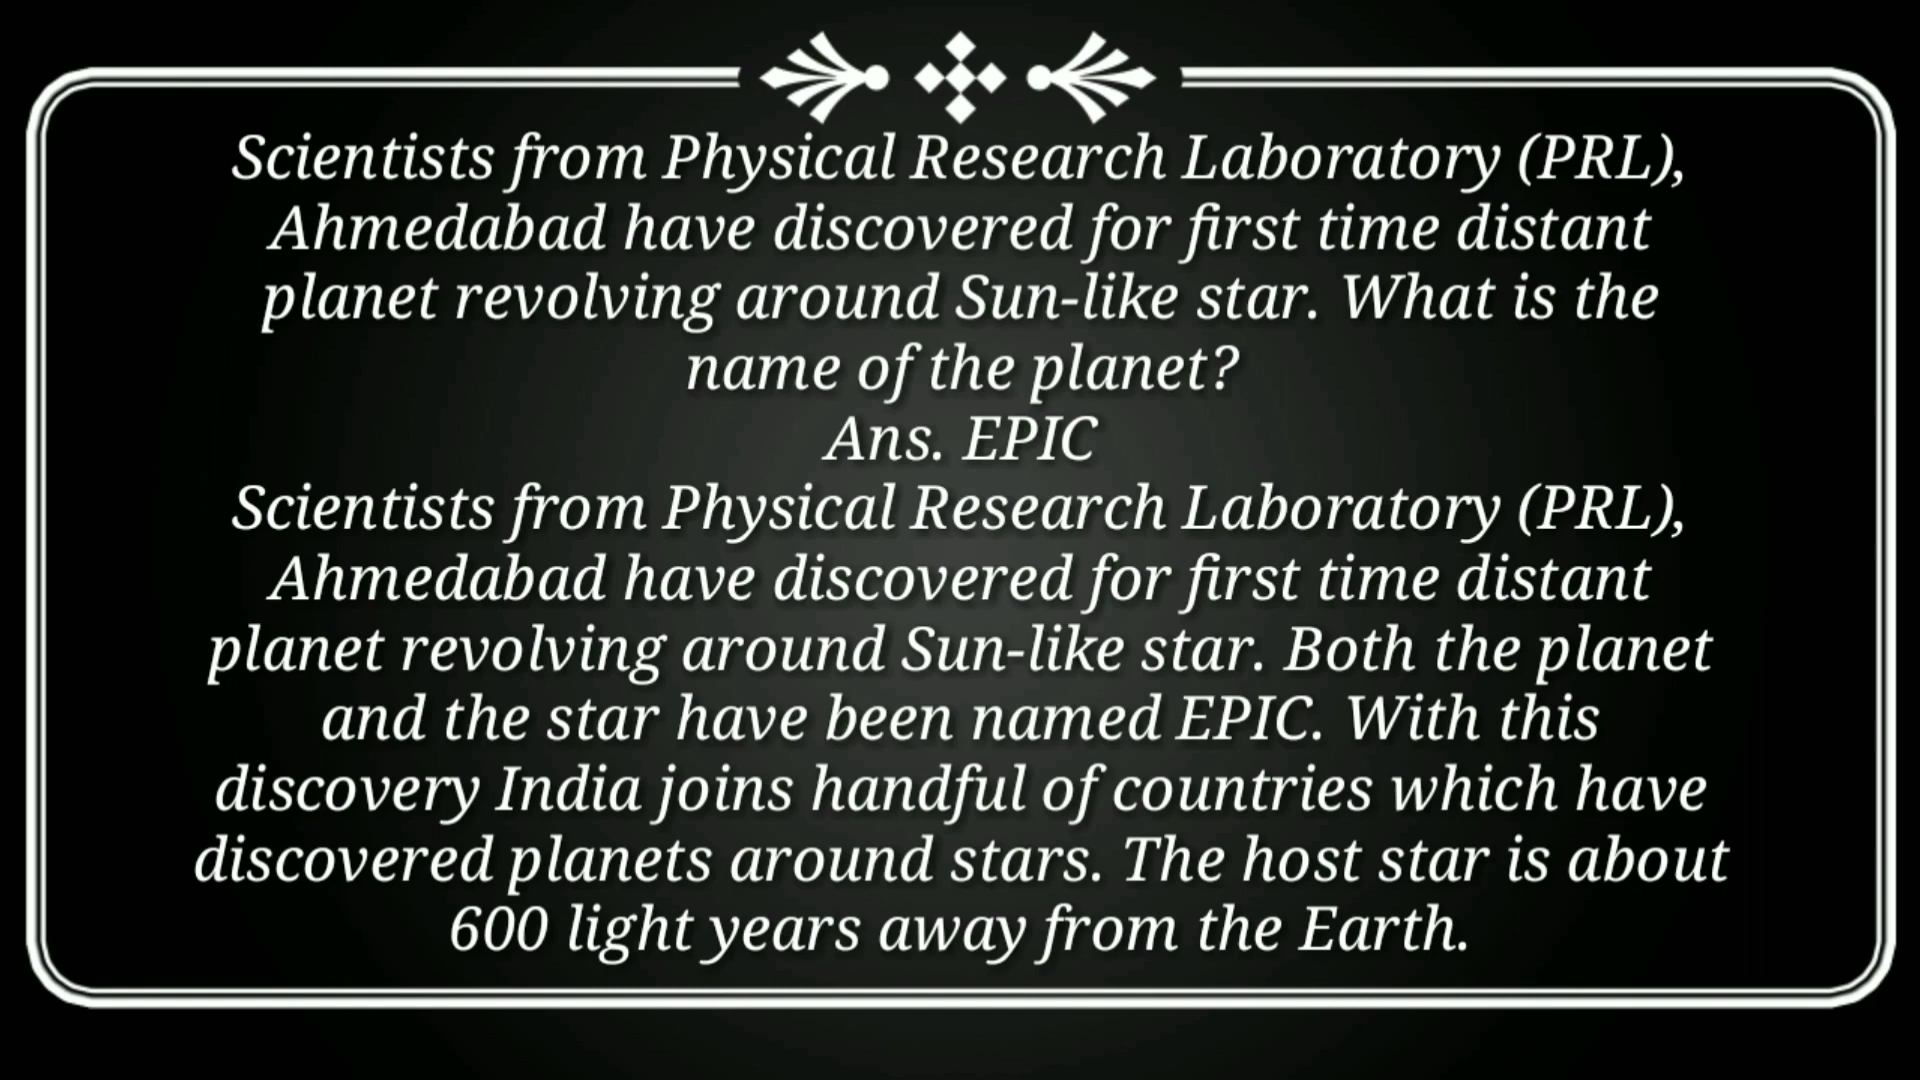 Scientists from Physical Research Laboratory (PRL),
Ahmedabad have discovered for first time distant
planet revolving around Sun-like star. What is the
name of the planet?
Ans. EPIC
Scientists from Physical Research Laboratory (PRL),
Ahmedabad have discovered for first time distant
planet revolving around Sun-like star. Both the planet
and the star have been named EPIC. With this
discovery India joins handful of countries which have
discovered planets around stars. The host star is about
600 light years away from the Earth.